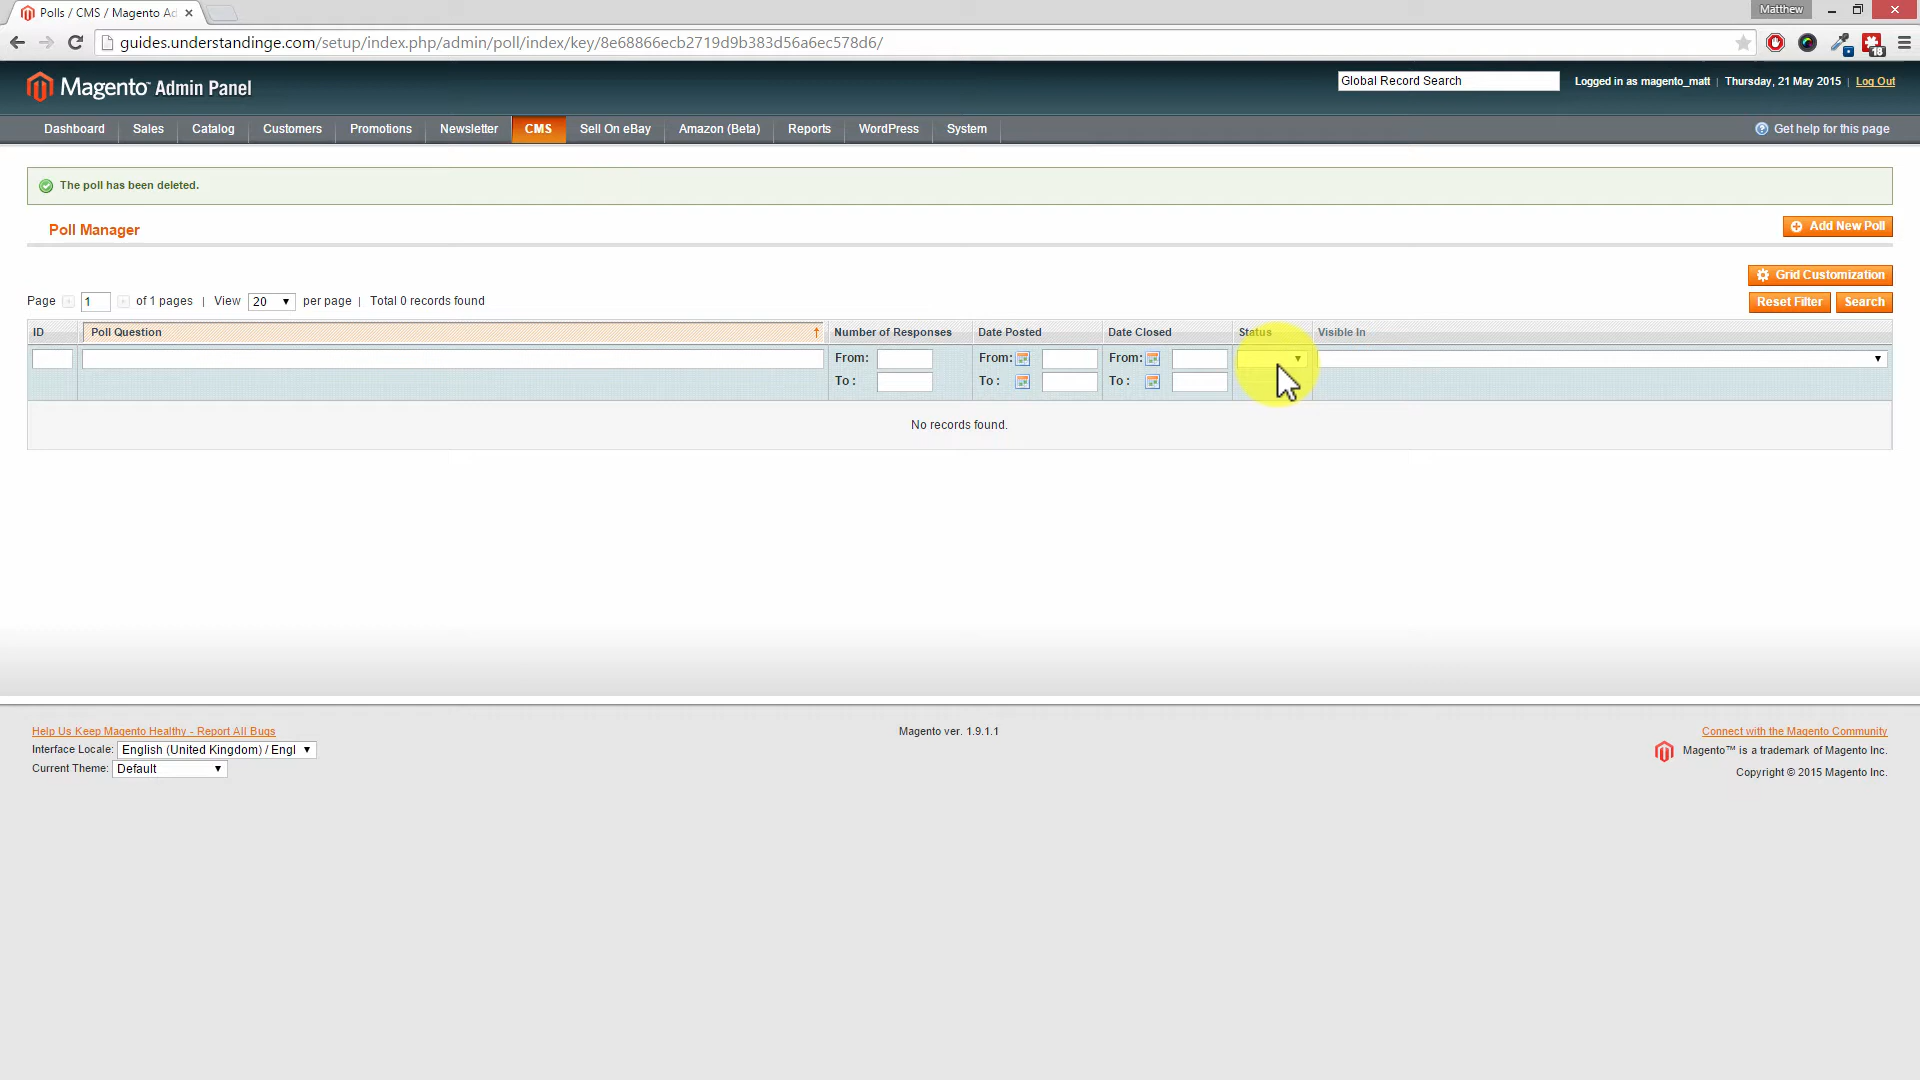 Polls / CMS / Magento Ad
Matthew
guides.understandinge.com/setup/index.php/admin/poll/index/key/8e68866ecb2719d9b383d56a6ec578d6/
18
Magento™ Admin Panel
Global Record Search
Logged in as magento_matt | Thursday, 21 May 2015 | Log Out
Dashboard Sales Catalog Customers Promotions Newsletter CMS Sell On eBay Amazon (Beta) Reports WordPress System
Get help for this page
The poll has been deleted.
Poll Manager
Add New Poll
Grid Customization
Page 1 of 1 pages | View 20 per page | Total 0 records found
Reset Filter Search
ID Poll Question Number of Responses Date Posted Date Closed Status Visible In
From: From: From:
To : To : To :
No records found.
Help Us Keep Magento Healthy - Report All Bugs
Magento ver. 1.9.1.1
Connect with the Magento Community
Interface Locale: English (United Kingdom) / Engl
Magento™ is a trademark of Magento Inc.
Current Theme: Default
Copyright © 2015 Magento Inc.